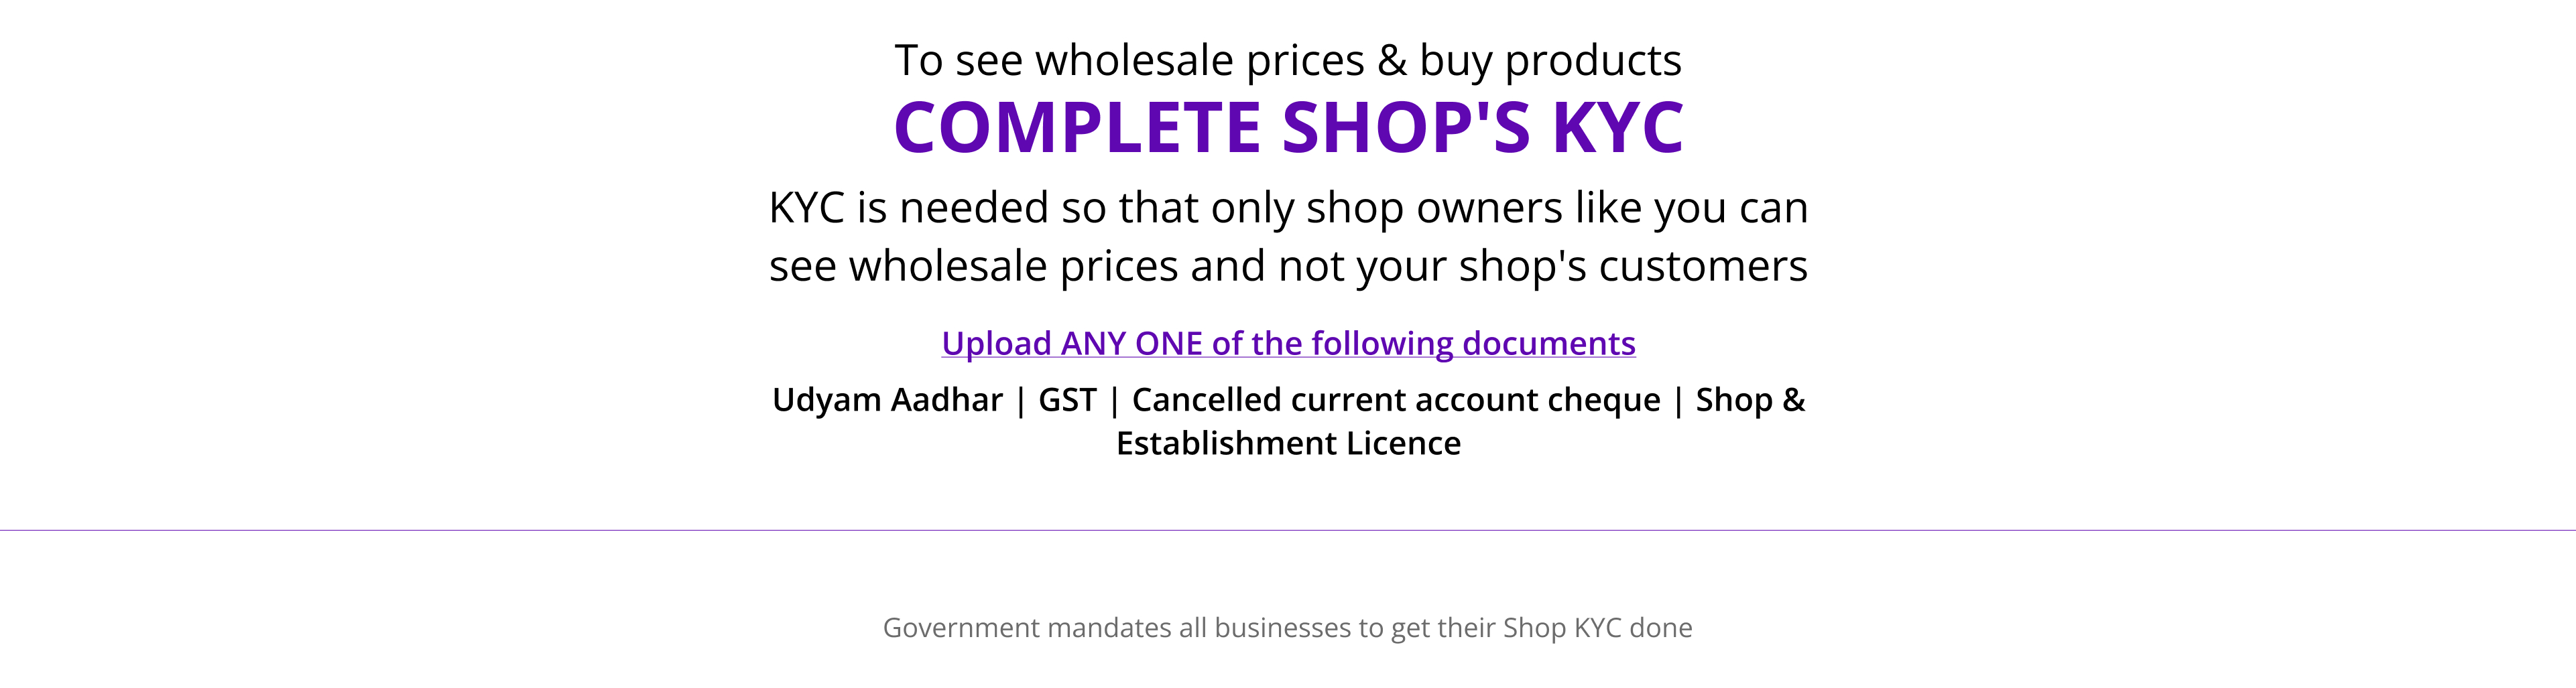 To see wholesale prices & buy products
COMPLETE SHOP'S KYC
KYC is needed so that only shop owners like you can
see wholesale prices and not your shop's customers
Upload ANY ONE of the following documents
Udyam Aadhar | GST | Cancelled current account cheque | Shop &
Establishment Licence
Government mandates all businesses to get their Shop KYC done